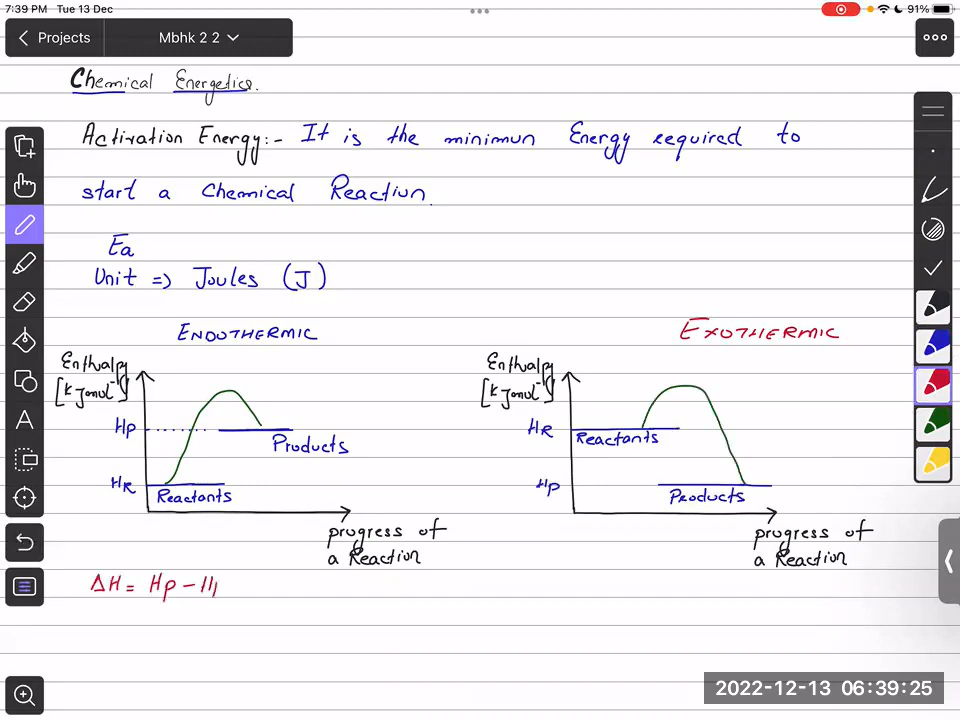 7:39 PM Tue 13 Dec
91%
Projects
Mbhk 2 2
Chemical Energetics.
Activation Energy:- It is the minimun Energy required to
start a Chemical Reaction.
Ea
Unit => Joules (J)
ENDOTHERMIC
Enthalpy
[KJmol⁻¹]
Hp
Products
HR
Reactants
progress of
a Reaction
EXOTHERMIC
Enthalpy
[KJmol⁻¹]
HR
Reactants
HP
Products
progress of
a Reaction
ΔH = Hp -
A
2022-12-13 06:39:25